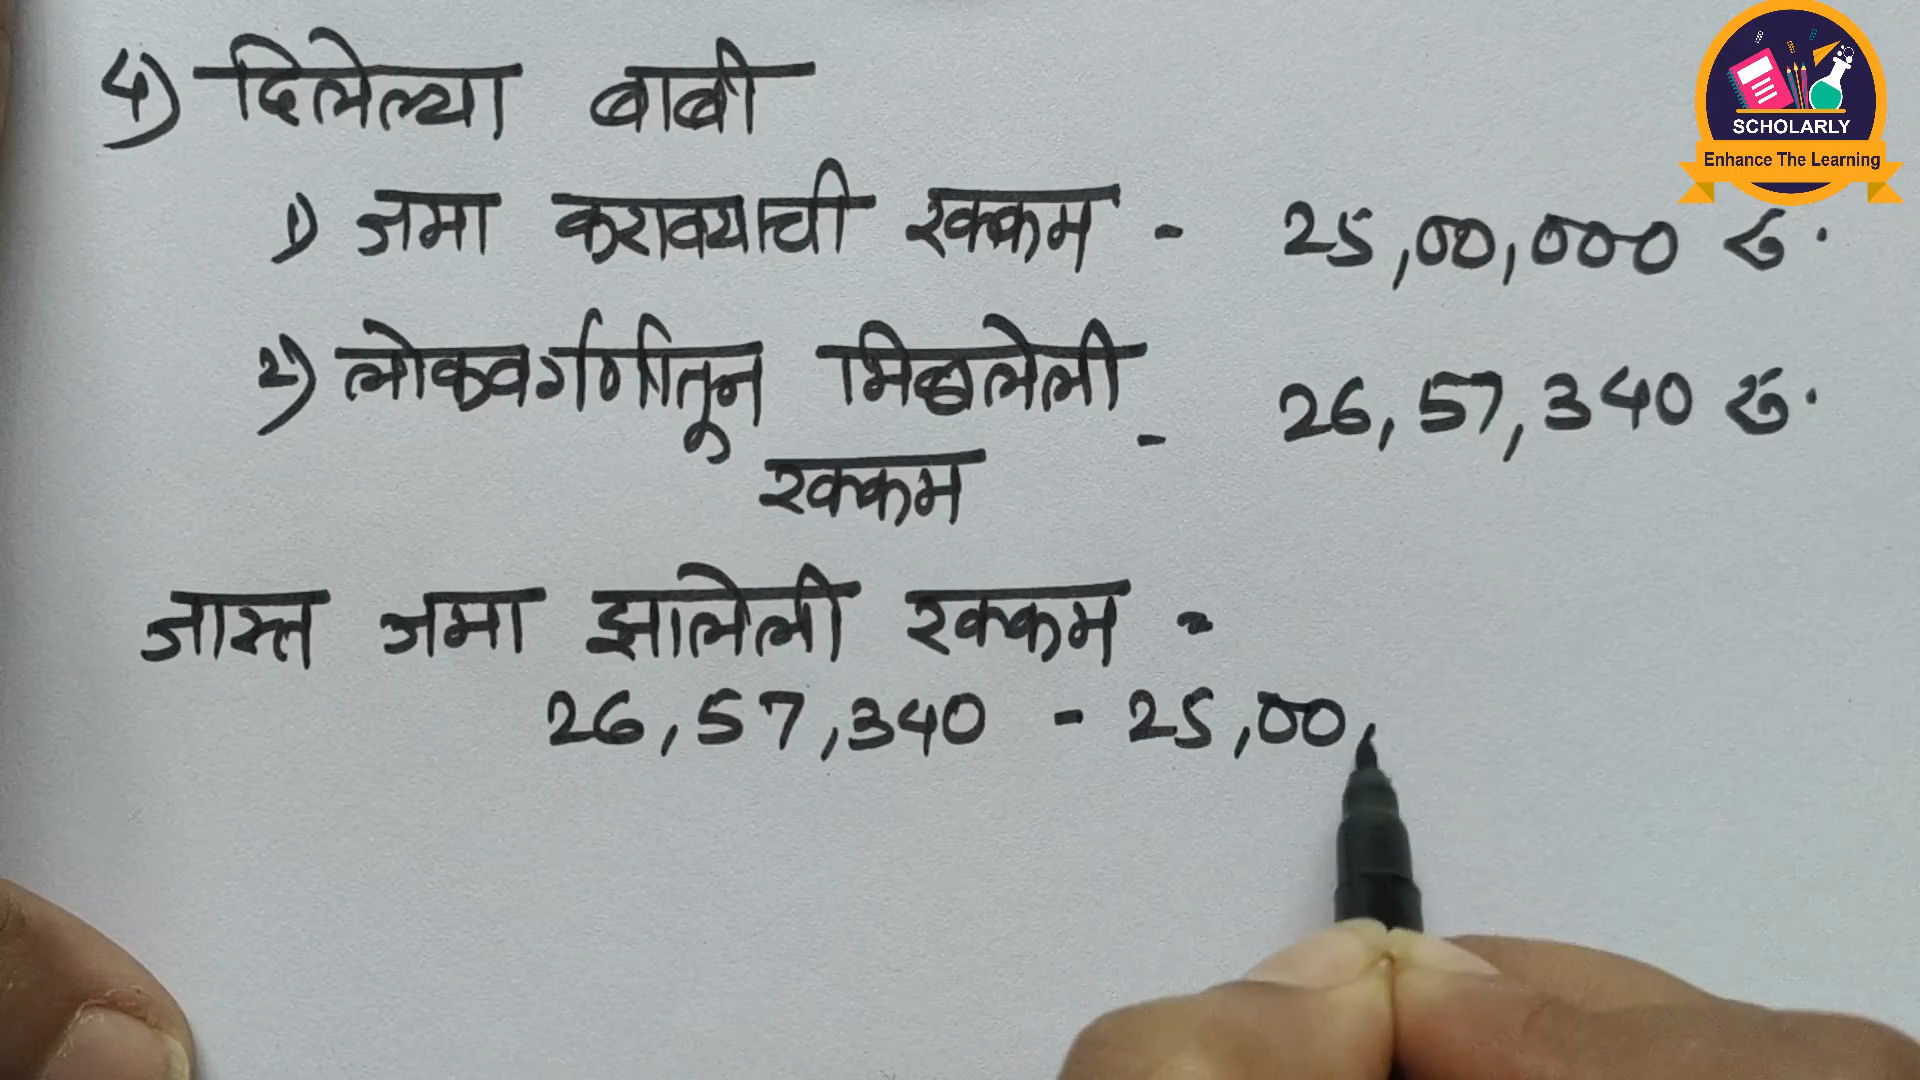 4) दिलेल्या बाबी
SCHOLARLY
Enhance The Learning
1) जमा करावयाची रक्कम - 25,00,000 रु.
2) लोकवर्गणीतून मिळालेली - 26,57,340 रु.
रक्कम
जास्त जमा झालेली रक्कम =
26,57,340 - 25,00,